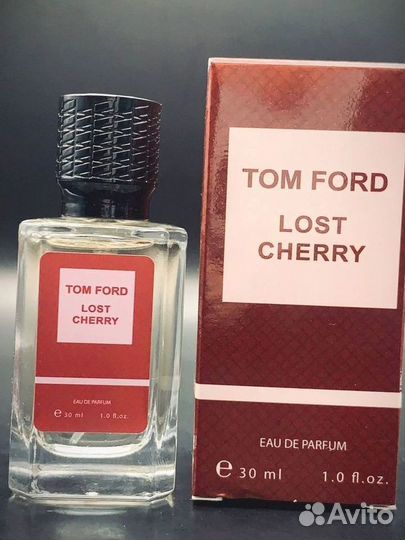 TOM FORD
LOST
CHERRY
EAU DE PARFUM
e 30 ml 1.0 fl.oz.
TOM FORD
LOST
CHERRY
EAU DE PARFUM
e 30 ml 1.0 fl.oz.
Avito